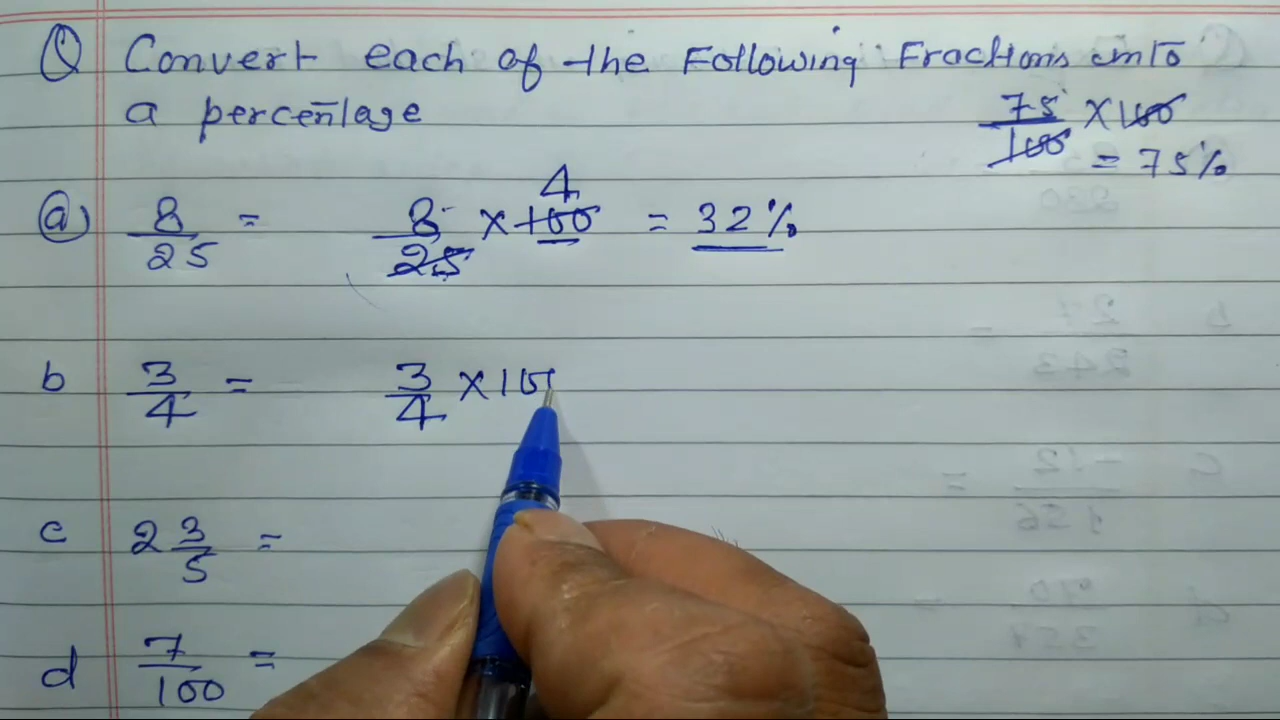 Q Convert each of the Following Fractions into
a percentage
75/100 × 100
= 75%
a) 8/25 = 8/25 × 100 4 = 32%
b 3/4 = 3/4 × 100
c 2 3/5 =
d 7/100 =